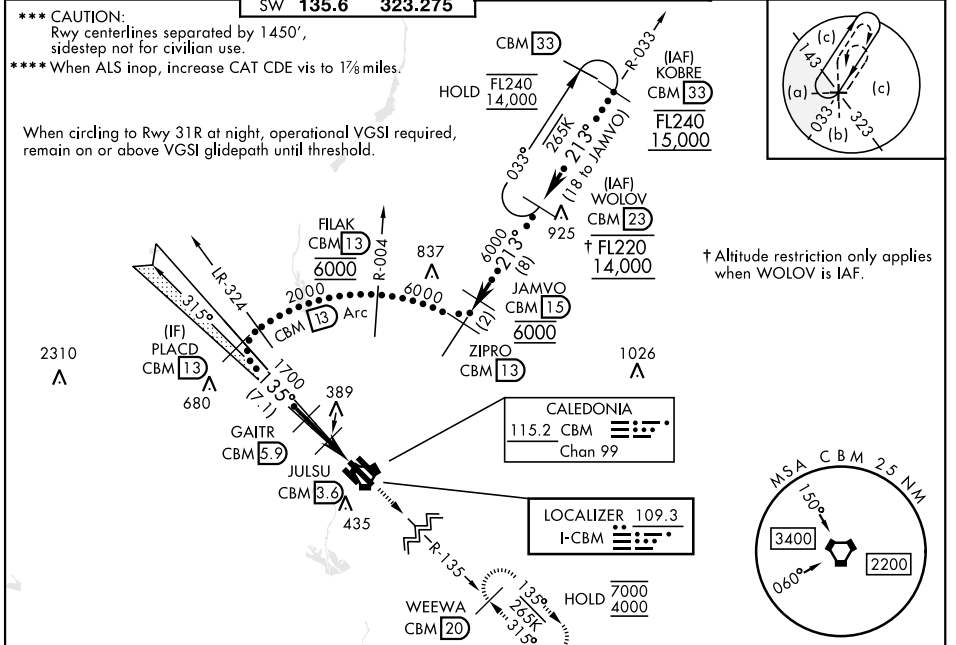 SW 135.6 323.275
*** CAUTION:
Rwy centerlines separated by 1450',
sidestep not for civilian use.
**** When ALS inop, increase CAT CDE vis to 1⅞ miles.
When circling to Rwy 31R at night, operational VGSI required,
remain on or above VGSI glidepath until threshold.
CBM 33
HOLD FL240
14,000
R-033
(IAF)
KOBRE
CBM 33
FL240
15,000
033°
265K
213°
(18 to JAMVO)
(IAF)
WOLOV
CBM 23
† FL220
14,000
925
† Altitude restriction only applies
when WOLOV is IAF.
(c)
143
(a)
(c)
033
(b)
323
FILAK
CBM 13
6000
R-004
837
6000
213°
(8)
JAMVO
CBM 15
6000
(2)
ZIPRO
CBM 13
1026
LR-324
2000
6000
CBM 13 Arc
315°
(IF)
PLACD
CBM 13
2310
680
1700
135°
(7.1)
389
GAITR
CBM 5.9
JULSU
CBM 3.6
435
CALEDONIA
115.2 CBM
Chan 99
LOCALIZER 109.3
I-CBM
R-135
WEEWA
CBM 20
135°
265K
315°
HOLD 7000
4000
MSA CBM 25 NM
150°
3400
2200
060°